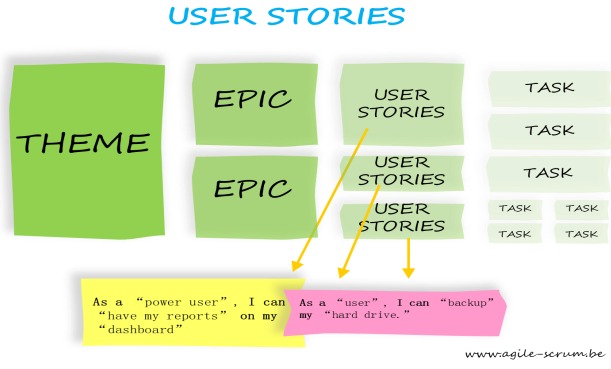 USER STORIES
THEME
EPIC
EPIC
USER
STORIES
USER
STORIES
USER
STORIES
TASK
TASK
TASK
TASK
TASK
TASK
TASK
As a “power user”, I can
“have my reports” on my
“dashboard”
As a “user”, I can “backup”
my “hard drive.”
www.agile-scrum.be